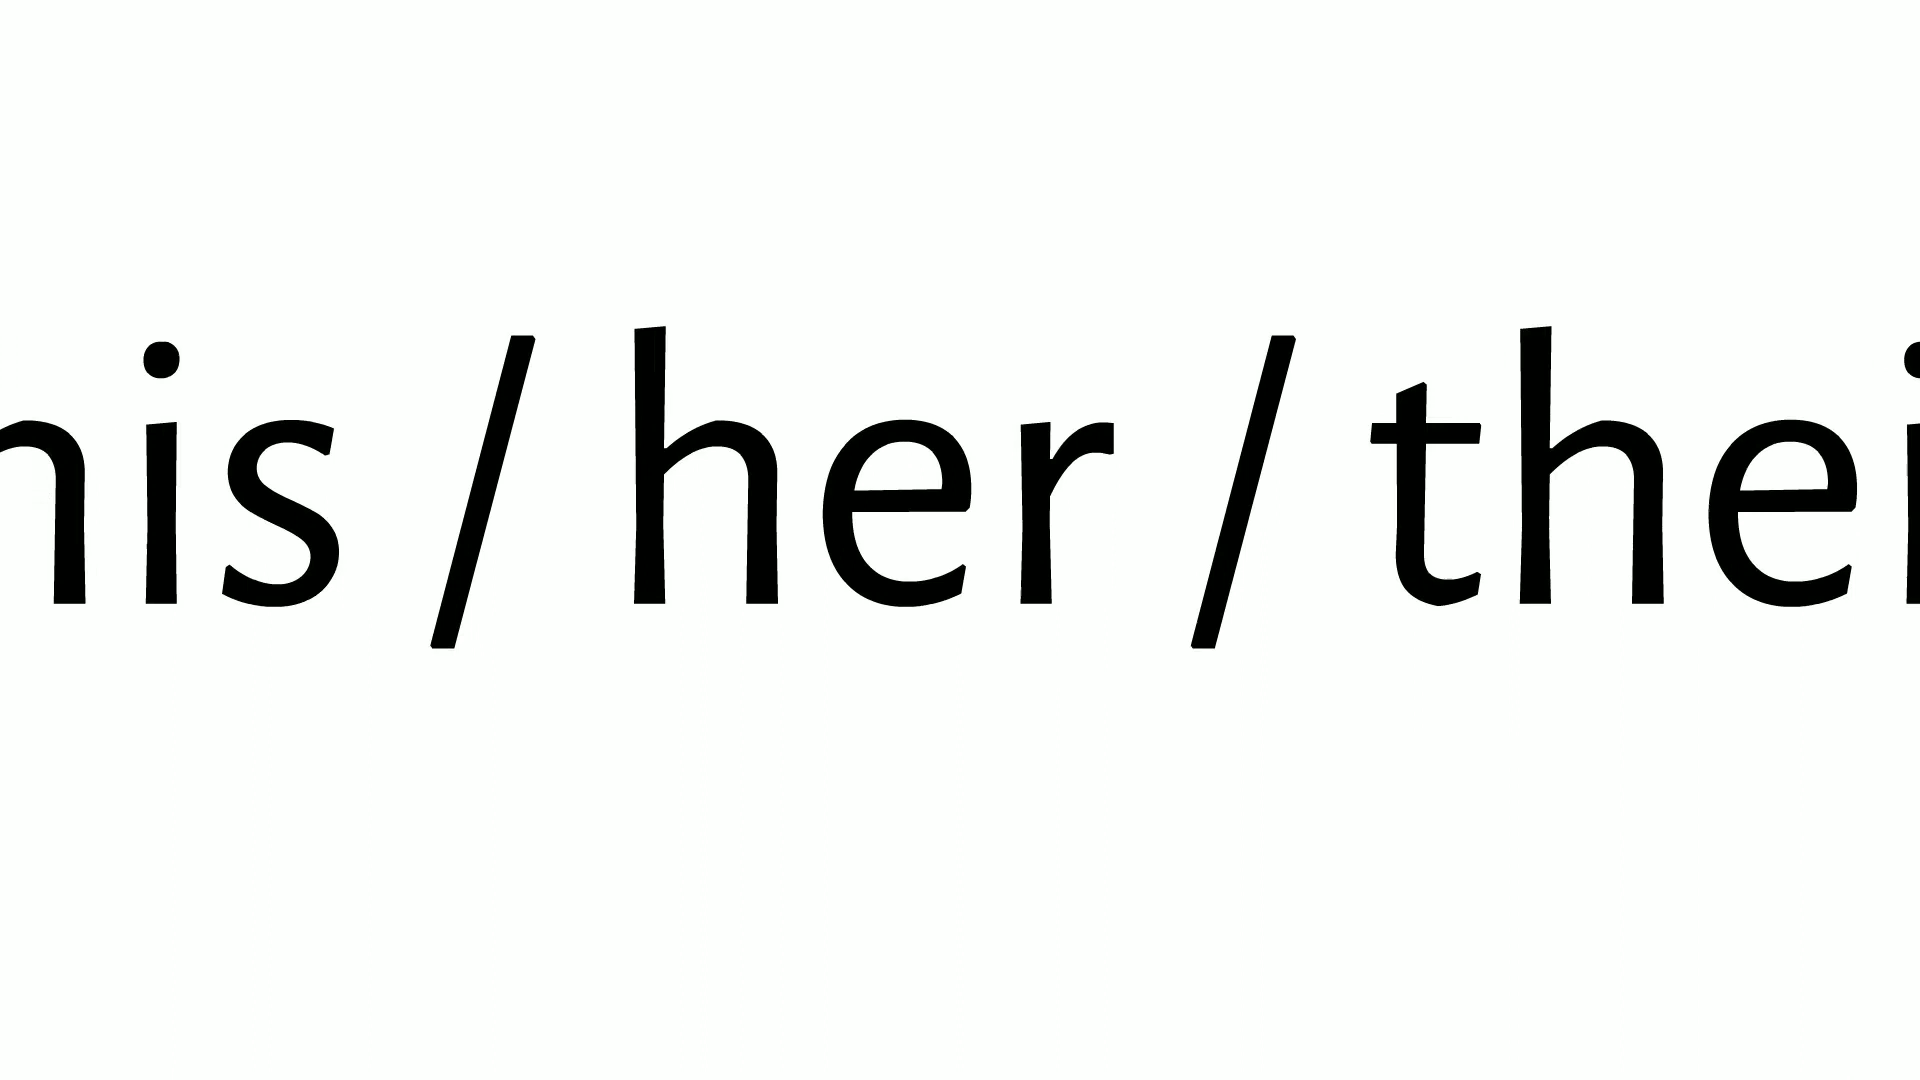 his / her / thei